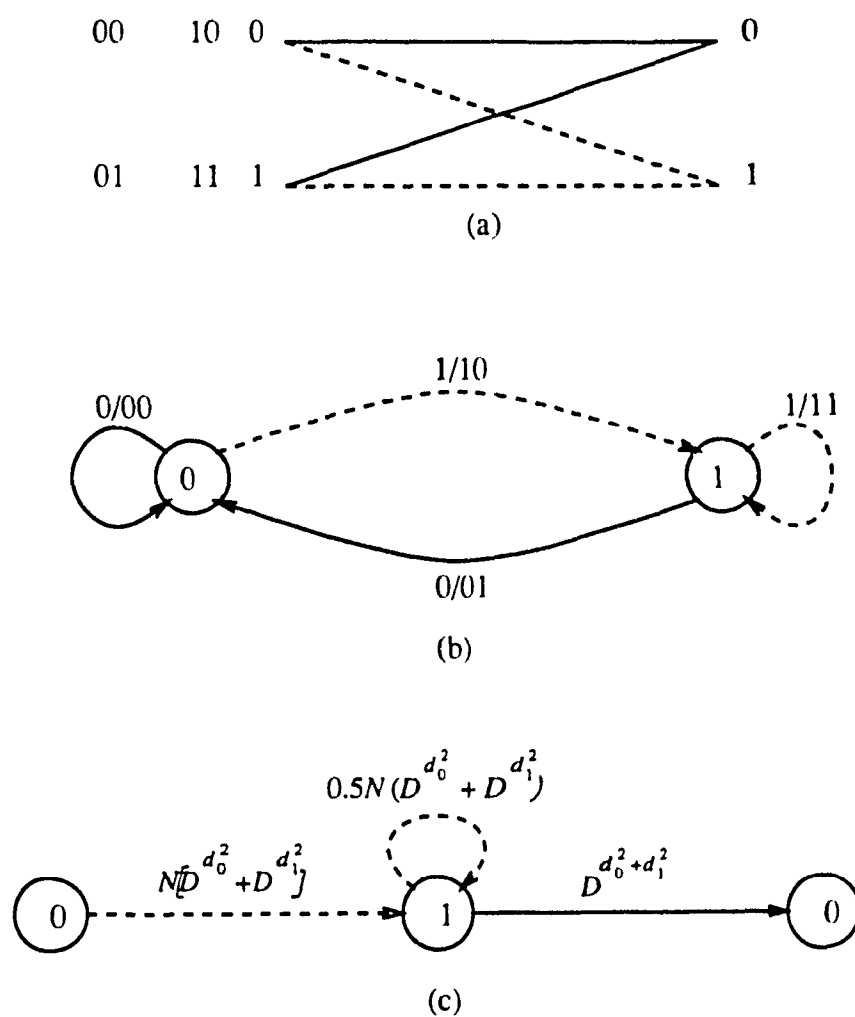 00 10 0 0
01 11 1 1
(a)
1/10
0/00 1/11
0 1
0/01
(b)
0.5N (D^{d_0^2} + D^{d_1^2})
N[D^{d_0^2} + D^{d_1^2}] D^{d_0^2 + d_1^2}
0 1 0
(c)